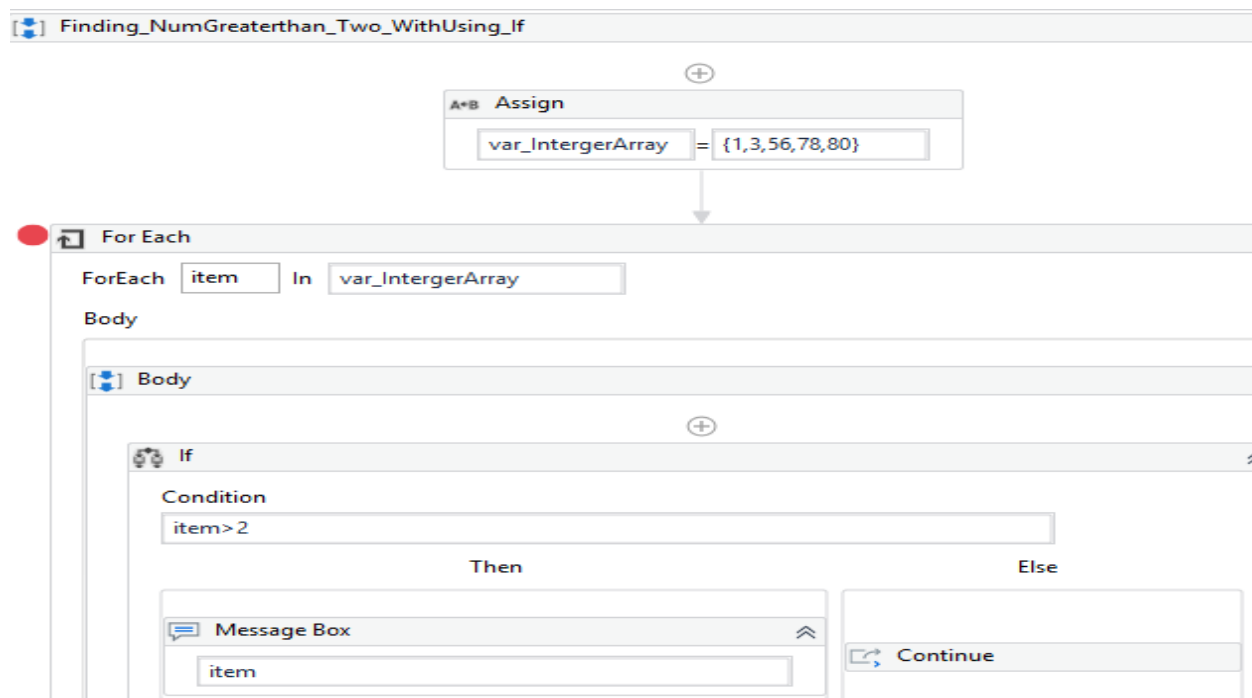 Finding_NumGreaterthan_Two_WithUsing_If
A+B Assign
var_IntergerArray = {1,3,56,78,80}
For Each
ForEach item In var_IntergerArray
Body
Body
If
Condition
item>2
Then Else
Message Box
Continue
item